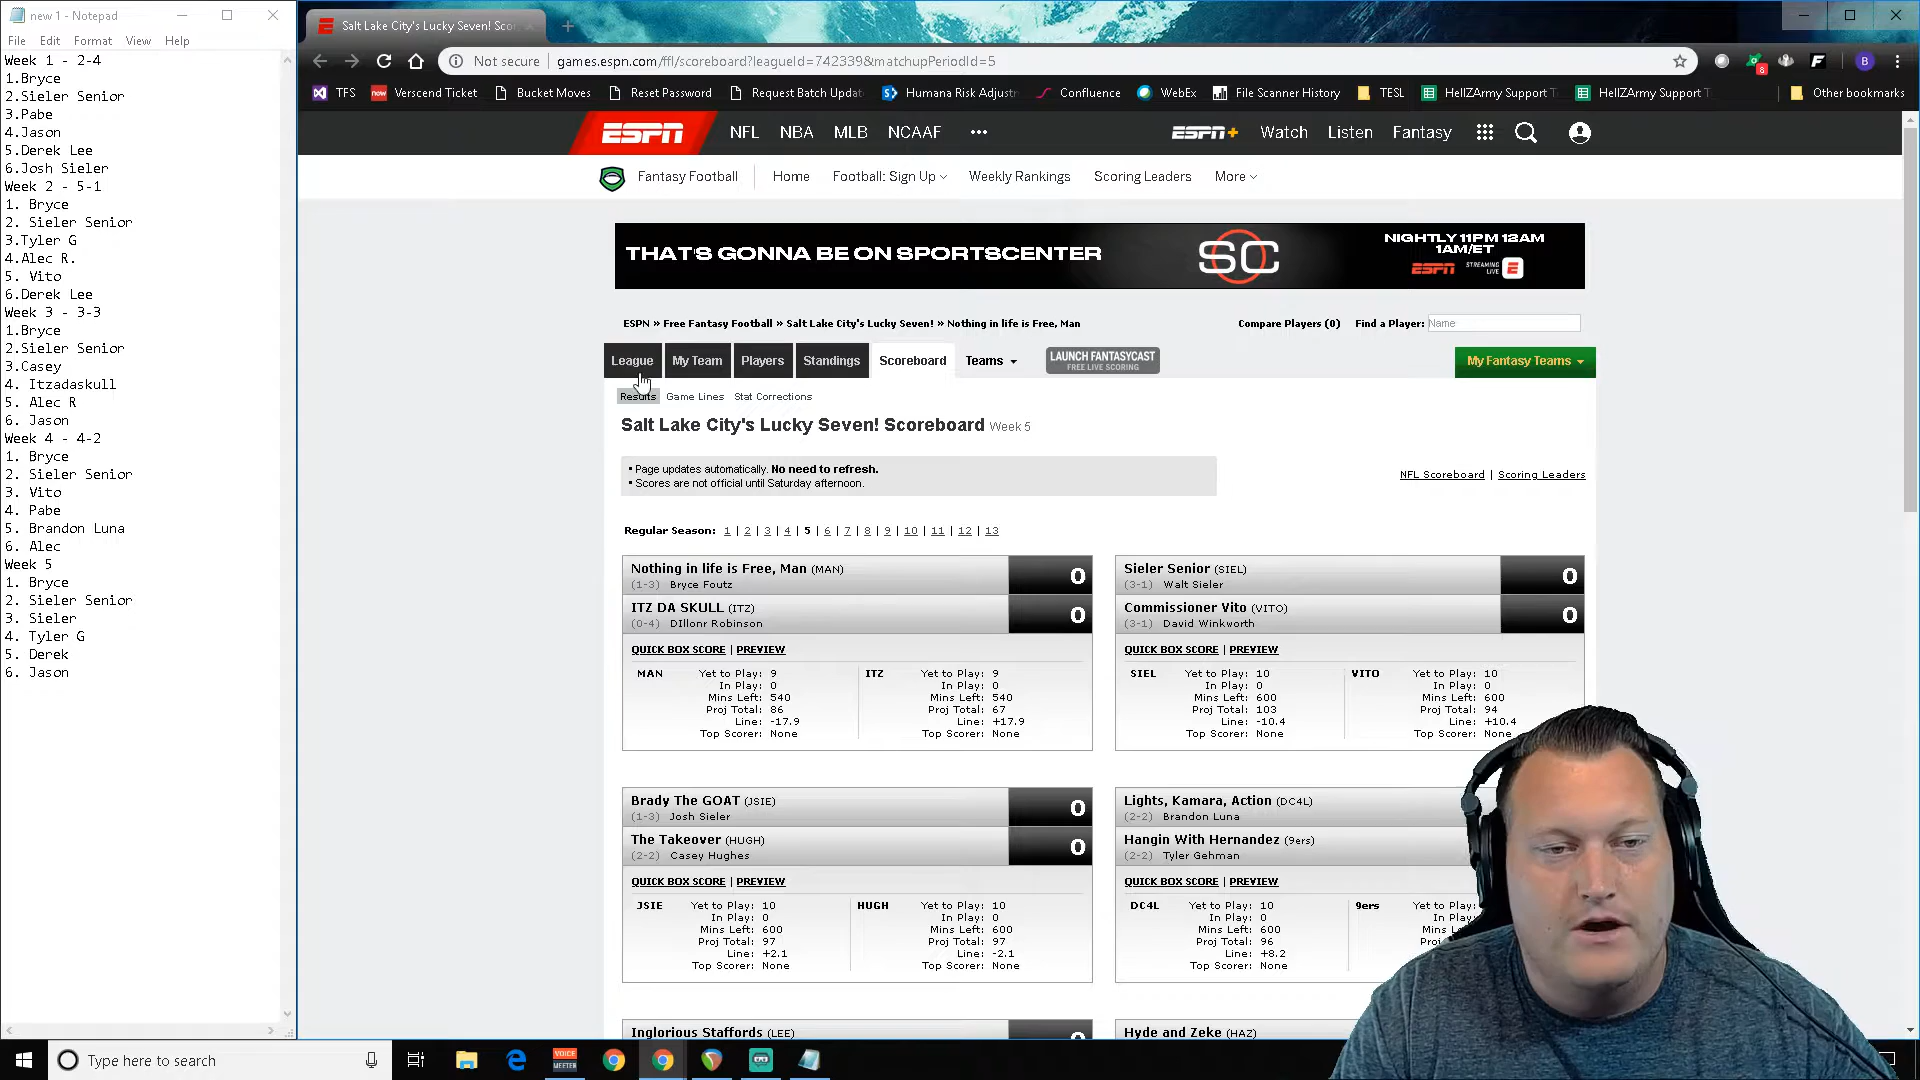 new 1 - Notepad
File Edit Format View Help
Week 1 - 2-4
1.Bryce
2.Sieler Senior
3.Pabe
4.Jason
5.Derek Lee
6.Josh Sieler
Week 2 - 5-1
1. Bryce
2. Sieler Senior
3.Tyler G
4.Alec R.
5. Vito
6.Derek Lee
Week 3 - 3-3
1.Bryce
2.Sieler Senior
3.Casey
4. Itzadaskull
5. Alec R
6. Jason
Week 4 - 4-2
1. Bryce
2. Sieler Senior
3. Vito
4. Pabe
5. Brandon Luna
6. Alec
Week 5
1. Bryce
2. Sieler Senior
3. Sieler
4. Tyler G
5. Derek
6. Jason
Salt Lake City's Lucky Seven! Sco
Not secure games.espn.com/ffl/scoreboard?leagueId=742339&matchupPeriodId=5
8
B
TFS now Verscend Ticket Bucket Moves Reset Password Request Batch Updat Humana Risk Adjustr Confluence WebEx File Scanner History TESL HellZArmy Support T HellZArmy Support T Other bookmarks
ESPN NFL NBA MLB NCAAF ••• ESPN+ Watch Listen Fantasy
Fantasy Football Home Football: Sign Up Weekly Rankings Scoring Leaders More
THAT'S GONNA BE ON SPORTSCENTER SC NIGHTLY 11PM 12AM
1AM/ET
ESPN STREAMING LIVE E
ESPN » Free Fantasy Football » Salt Lake City's Lucky Seven! » Nothing in life is Free, Man Compare Players (0) Find a Player: Name
League My Team Players Standings Scoreboard Teams LAUNCH FANTASYCAST
FREE LIVE SCORING
My Fantasy Teams
Results Game Lines Stat Corrections
Salt Lake City's Lucky Seven! Scoreboard Week 5
• Page updates automatically. No need to refresh.
• Scores are not official until Saturday afternoon.
NFL Scoreboard | Scoring Leaders
Regular Season: 1 | 2 | 3 | 4 | 5 | 6 | 7 | 8 | 9 | 10 | 11 | 12 | 13
Nothing in life is Free, Man (MAN) 0
(1-3) Bryce Foutz
ITZ DA SKULL (ITZ) 0
(0-4) DIllonr Robinson
QUICK BOX SCORE | PREVIEW
MAN Yet to Play: 9 ITZ Yet to Play: 9
In Play: 0 In Play: 0
Mins Left: 540 Mins Left: 540
Proj Total: 86 Proj Total: 67
Line: -17.9 Line: +17.9
Top Scorer: None Top Scorer: None
Sieler Senior (SIEL) 0
(3-1) Walt Sieler
Commissioner Vito (VITO) 0
(3-1) David Winkworth
QUICK BOX SCORE | PREVIEW
SIEL Yet to Play: 10 VITO Yet to Play: 10
In Play: 0 In Play: 0
Mins Left: 600 Mins Left: 600
Proj Total: 103 Proj Total: 94
Line: -10.4 Line: +10.4
Top Scorer: None Top Scorer: None
Brady The GOAT (JSIE) 0
(1-3) Josh Sieler
The Takeover (HUGH) 0
(2-2) Casey Hughes
QUICK BOX SCORE | PREVIEW
JSIE Yet to Play: 10 HUGH Yet to Play: 10
In Play: 0 In Play: 0
Mins Left: 600 Mins Left: 600
Proj Total: 97 Proj Total: 97
Line: +2.1 Line: -2.1
Top Scorer: None Top Scorer: None
Lights, Kamara, Action (DC4L)
(2-2) Brandon Luna
Hangin With Hernandez (9ers)
(2-2) Tyler Gehman
QUICK BOX SCORE | PREVIEW
DC4L Yet to Play: 10 9ers Yet to Play:
In Play: 0 In Pla
Mins Left: 600 Mins L
Proj Total: 96 Proj
Line: +8.2
Top Scorer: None
Inglorious Staffords (LEE)
Hyde and Zeke (HAZ)
Type here to search
VOICE
MEETER